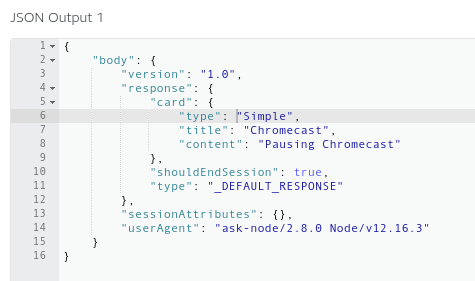 JSON Output 1
1 {
2     "body": {
3         "version": "1.0",
4         "response": {
5             "card": {
6                 "type": "Simple",
7                 "title": "Chromecast",
8                 "content": "Pausing Chromecast"
9             },
10             "shouldEndSession": true,
11             "type": "_DEFAULT_RESPONSE"
12         },
13         "sessionAttributes": {},
14         "userAgent": "ask-node/2.8.0 Node/v12.16.3"
15     }
16 }